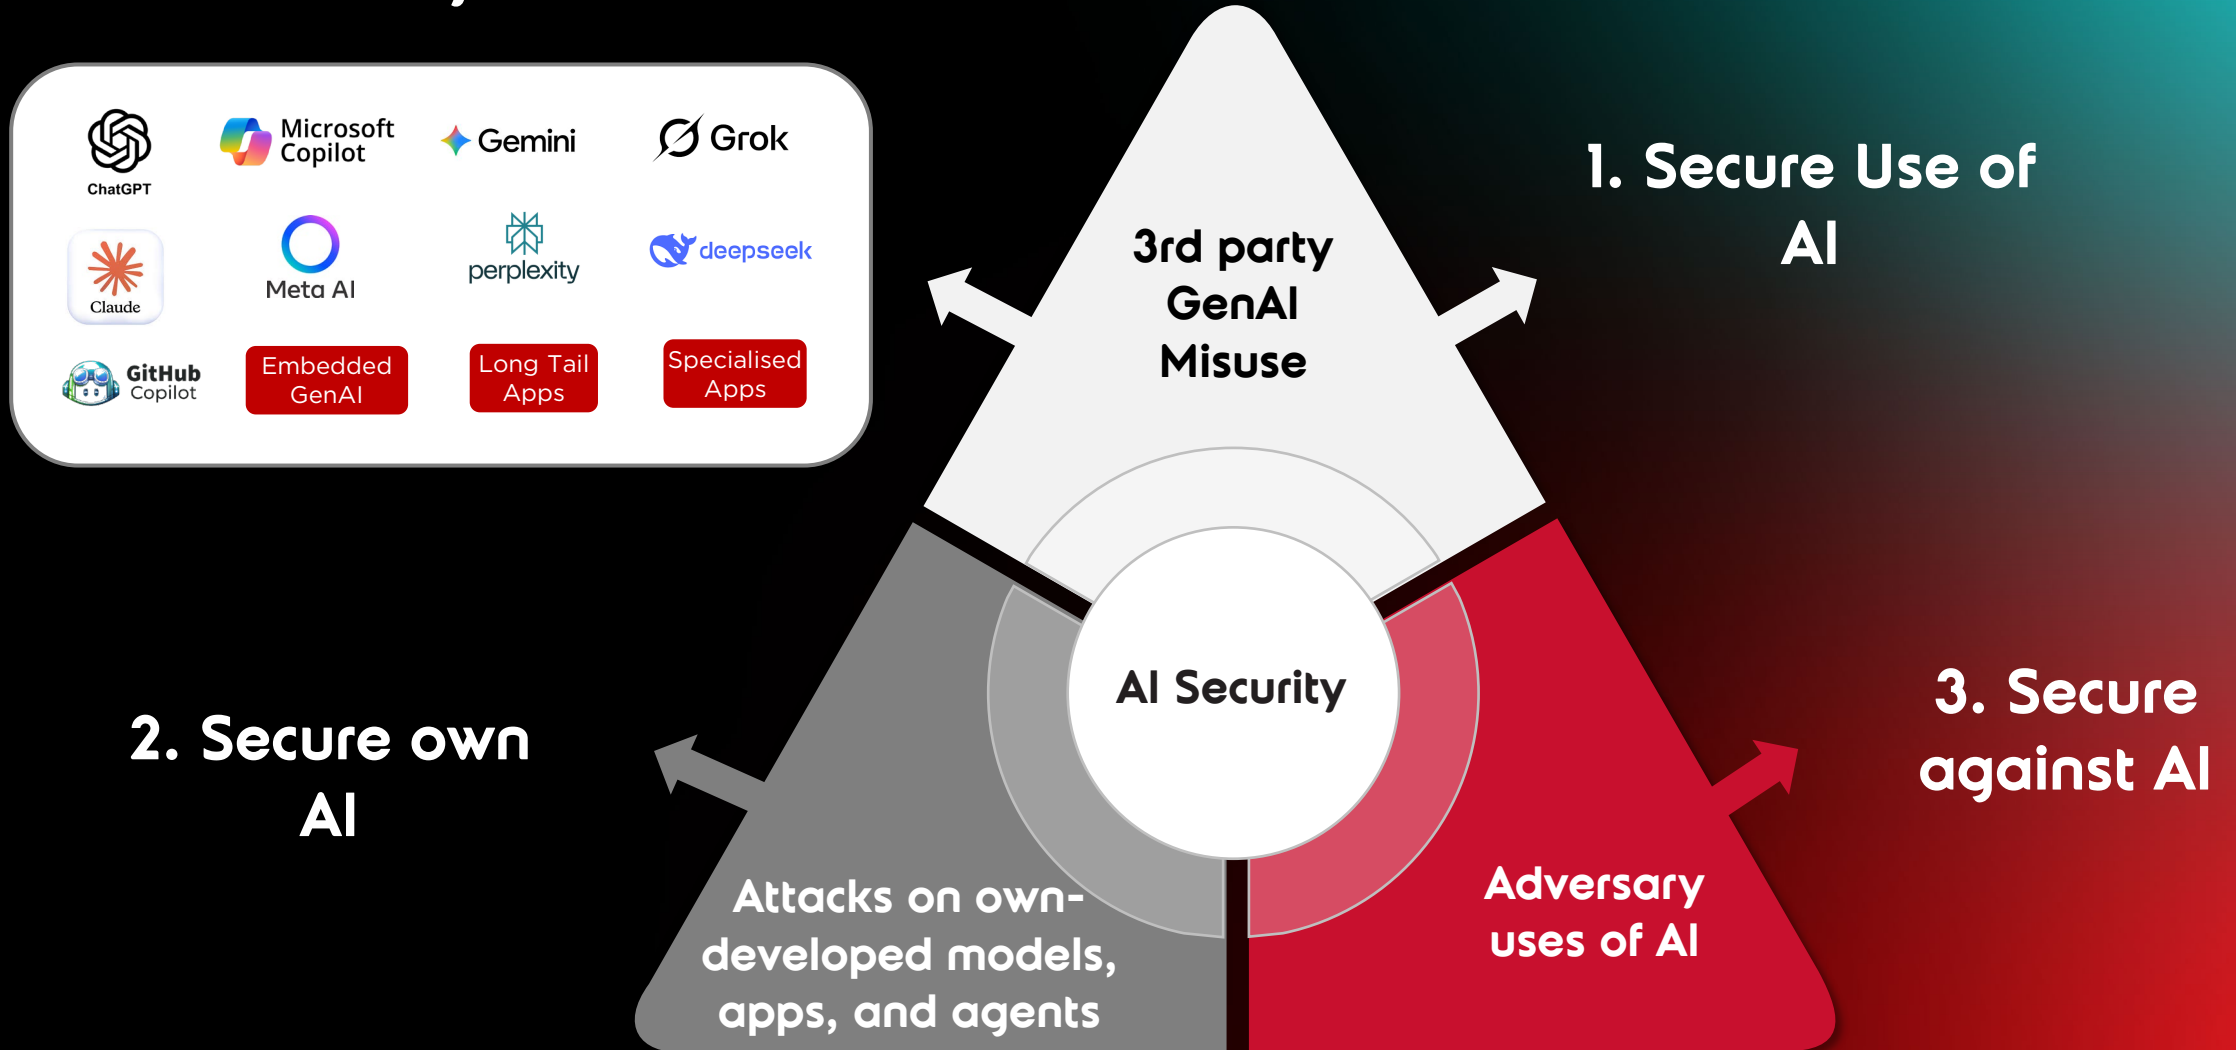 ChatGPT
Microsoft
Copilot
Gemini
Grok
Claude
Meta AI
perplexity
deepseek
GitHub
Copilot
Embedded
GenAI
Long Tail
Apps
Specialised
Apps
3rd party
GenAI
Misuse
1. Secure Use of
AI
AI Security
2. Secure own
AI
Attacks on own-
developed models,
apps, and agents
Adversary
uses of AI
3. Secure
against AI